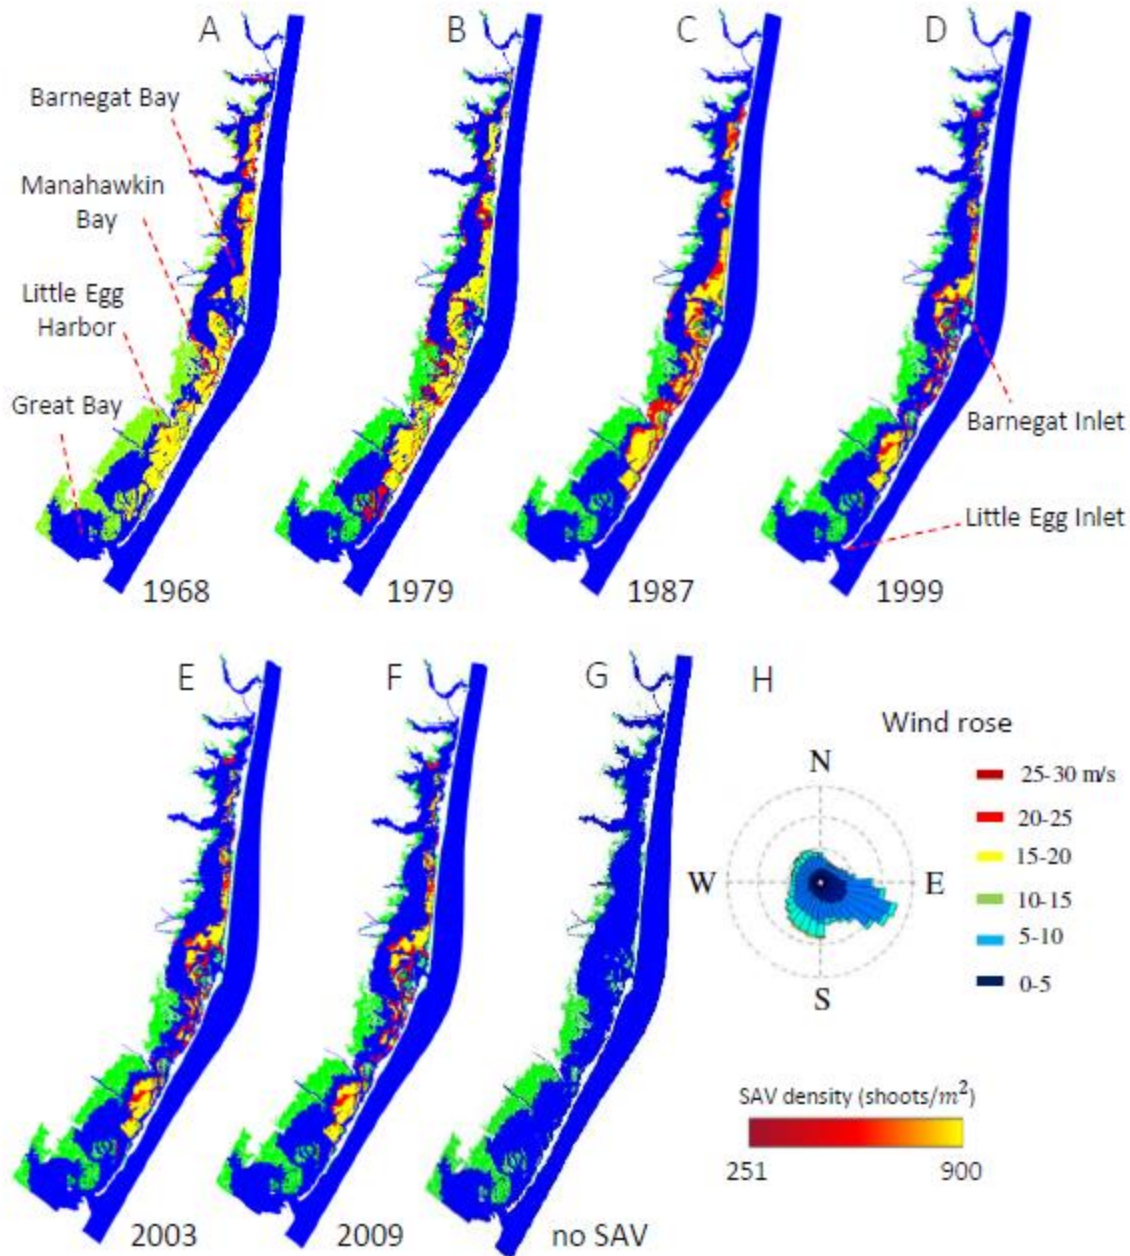 A
B
C
D
Barnegat Bay
Manahawkin
Bay
Little Egg
Harbor
Great Bay
Barnegat Inlet
Little Egg Inlet
1968
1979
1987
1999
E
F
G
H
Wind rose
N
W
E
S
25-30 m/s
20-25
15-20
10-15
5-10
0-5
SAV density (shoots/m²)
251
900
2003
2009
no SAV